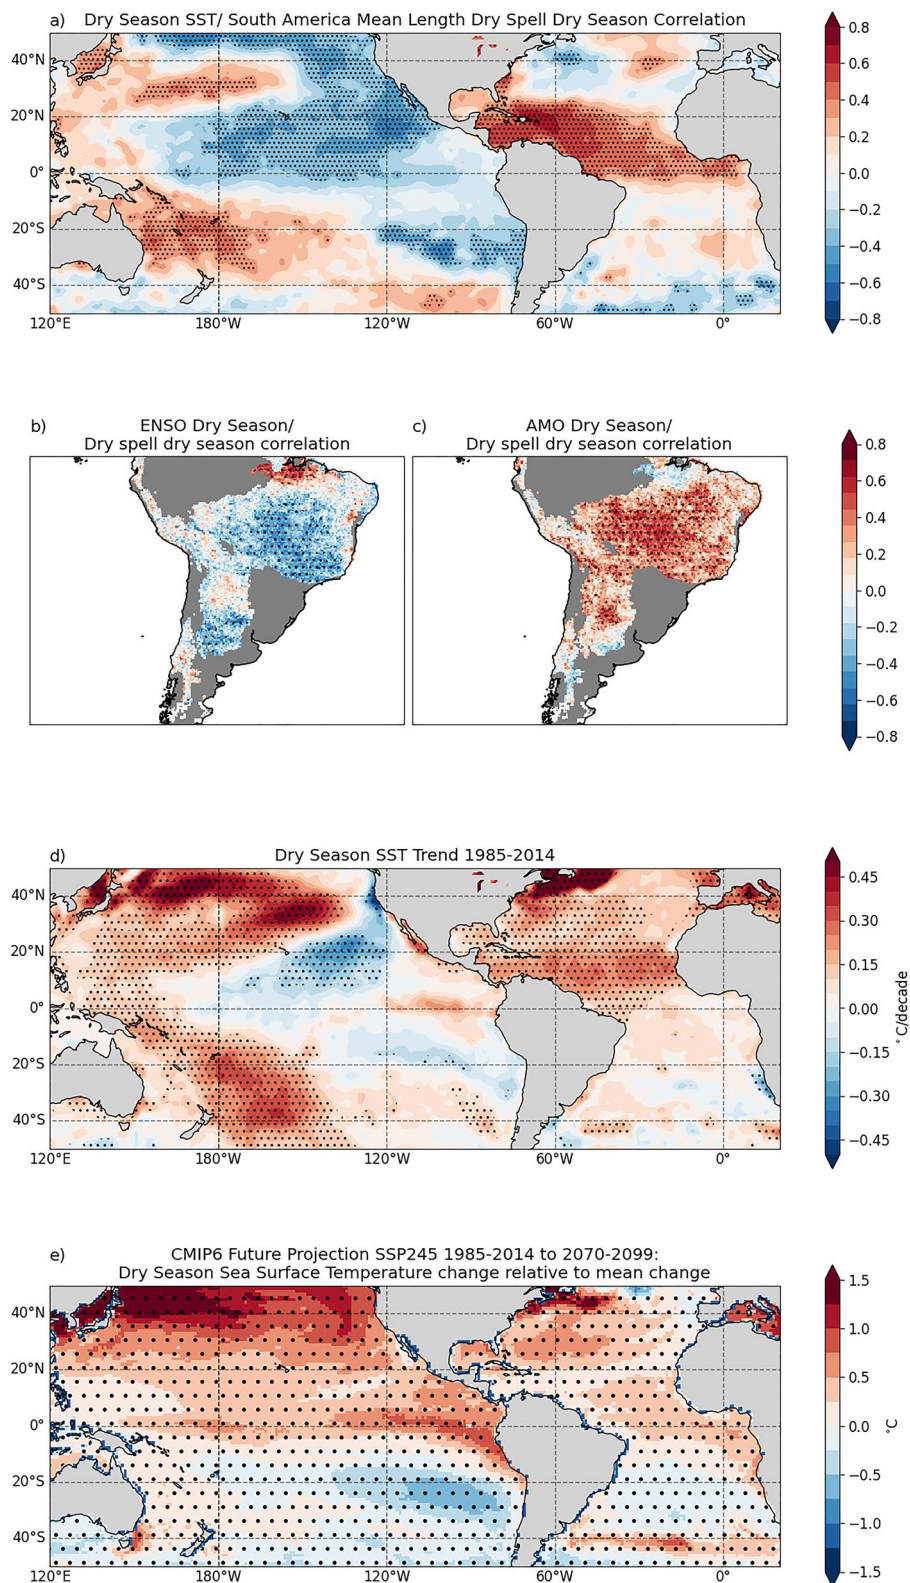 a) Dry Season SST/ South America Mean Length Dry Spell Dry Season Correlation
40°N
20°N
0°
20°S
40°S
120°E 180°W 120°W 60°W 0°
0.8
0.6
0.4
0.2
0.0
−0.2
−0.4
−0.6
−0.8
b) ENSO Dry Season/
Dry spell dry season correlation
c) AMO Dry Season/
Dry spell dry season correlation
0.8
0.6
0.4
0.2
0.0
−0.2
−0.4
−0.6
−0.8
d) Dry Season SST Trend 1985-2014
40°N
20°N
0°
20°S
40°S
120°E 180°W 120°W 60°W 0°
0.45
0.30
0.15
0.00
−0.15
−0.30
−0.45
°C/decade
e) CMIP6 Future Projection SSP245 1985-2014 to 2070-2099:
Dry Season Sea Surface Temperature change relative to mean change
40°N
20°N
0°
20°S
40°S
120°E 180°W 120°W 60°W 0°
1.5
1.0
0.5
0.0
−0.5
−1.0
−1.5
°C